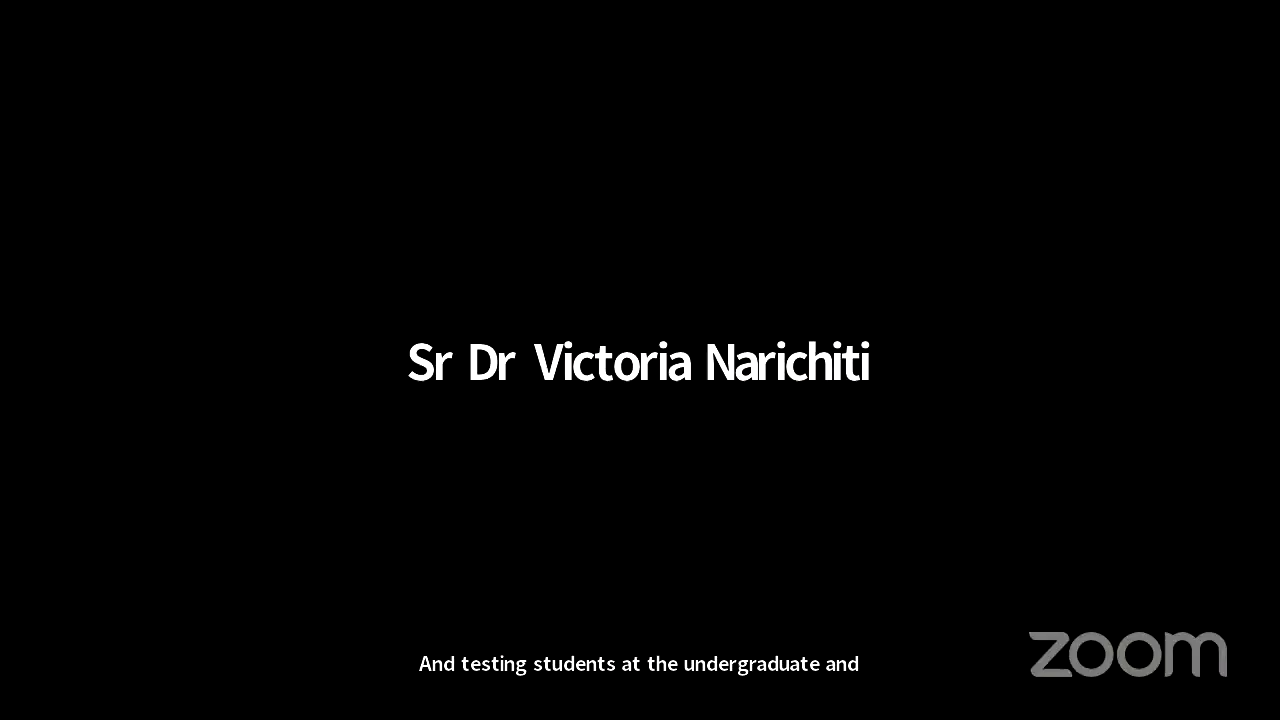 Sr Dr Victoria Narichiti
And testing students at the undergraduate and
zoom